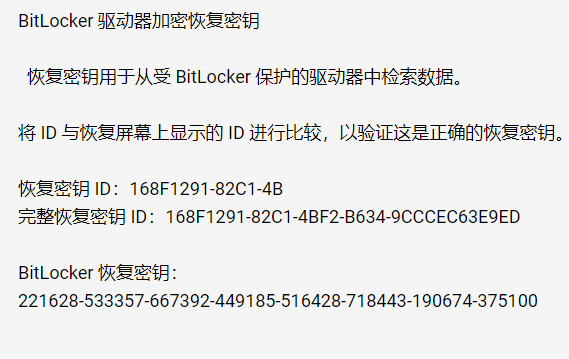 BitLocker 驱动器加密恢复密钥
恢复密钥用于从受 BitLocker 保护的驱动器中检索数据。
将 ID 与恢复屏幕上显示的 ID 进行比较，以验证这是正确的恢复密钥。
恢复密钥 ID：168F1291-82C1-4B
完整恢复密钥 ID：168F1291-82C1-4BF2-B634-9CCCEC63E9ED
BitLocker 恢复密钥：
221628-533357-667392-449185-516428-718443-190674-375100